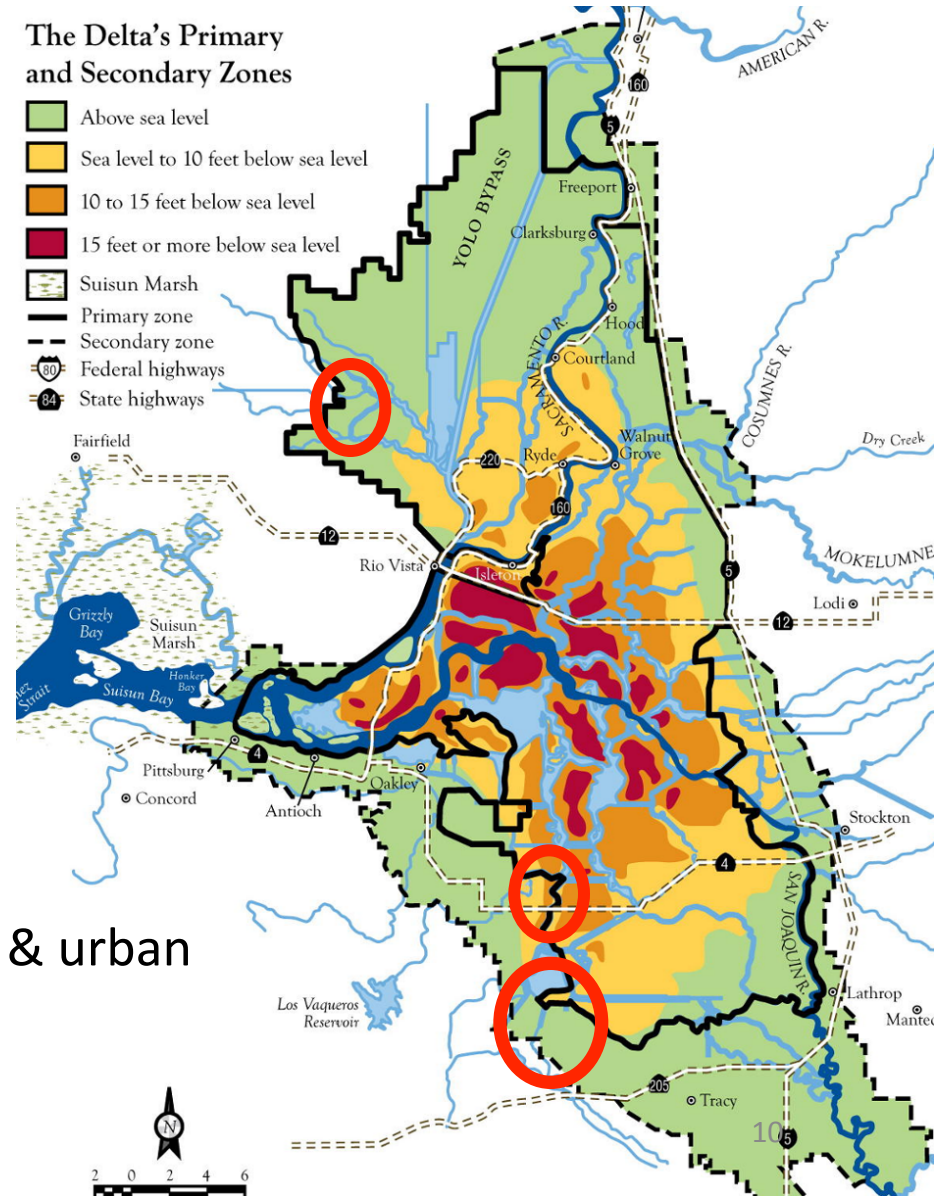 The Delta's Primary
and Secondary Zones
Above sea level
Sea level to 10 feet below sea level
10 to 15 feet below sea level
15 feet or more below sea level
Suisun Marsh
Primary zone
Secondary zone
80 Federal highways
84 State highways
AMERICAN R.
160
5
YOLO BYPASS
Freeport
Clarksburg
Hood
SACRAMENTO R.
Courtland
COSUMNES R.
Fairfield
Walnut
Grove
Dry Creek
Ryde
220
160
12
MOKELUMNE
Rio Vista
Isleton
5
Lodi
12
Grizzly
Bay
Suisun
Marsh
Honker
Bay
Suisun Bay
Strait
4
Pittsburg
Oakley
Antioch
Concord
Stockton
4
SAN JOAQUIN R.
& urban
Los Vaqueros
Reservoir
Lathrop
205
Tracy
10
5
N
2 0 2 4 6